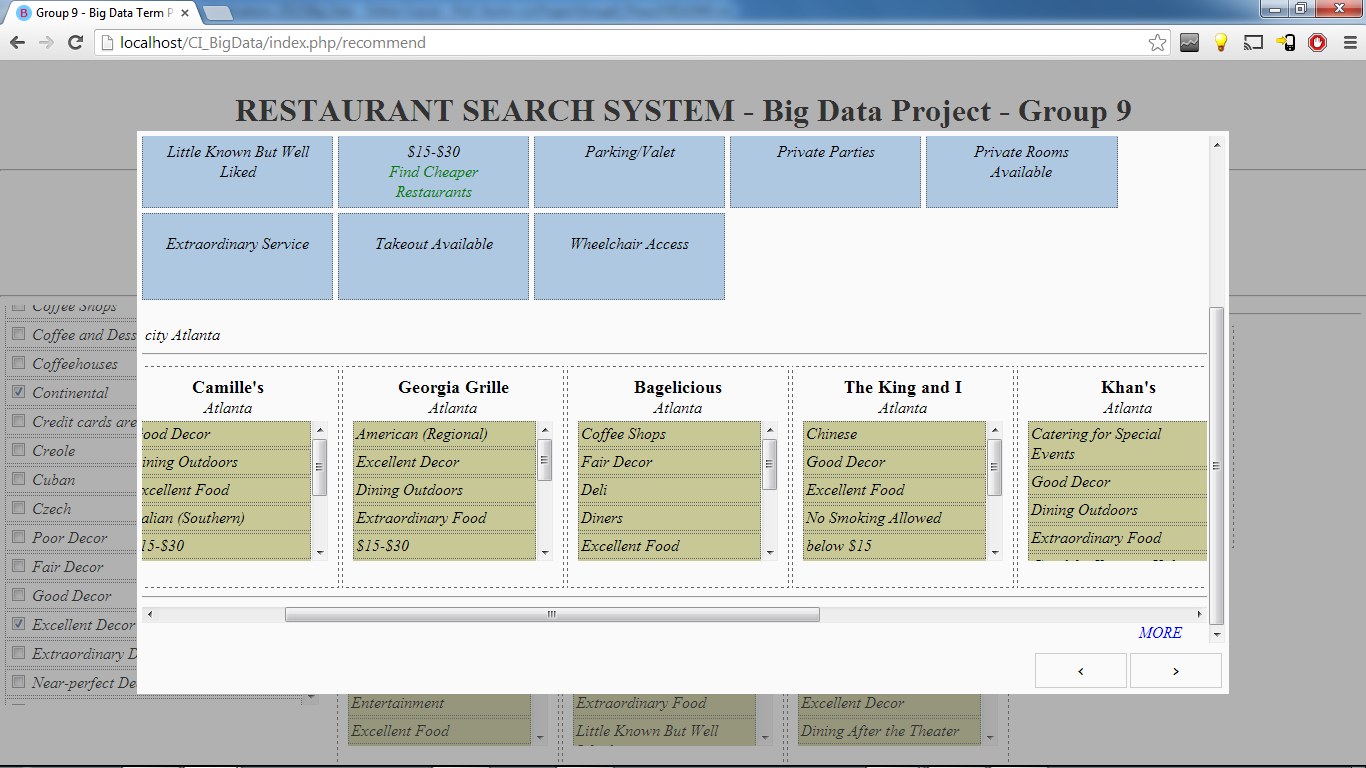 Group 9 - Big Data Term P
localhost/CI_BigData/index.php/recommend
RESTAURANT SEARCH SYSTEM - Big Data Project - Group 9
Little Known But Well
Liked
$15-$30
Find Cheaper
Restaurants
Parking/Valet
Private Parties
Private Rooms
Available
Extraordinary Service
Takeout Available
Wheelchair Access
Coffee Shops
Coffee and Dess
Coffeehouses
Continental
Credit cards are
Creole
Cuban
Czech
Poor Decor
Fair Decor
Good Decor
Excellent Decor
Extraordinary D
Near-perfect De
city Atlanta
Camille's
Atlanta
ood Decor
ining Outdoors
xcellent Food
alian (Southern)
15-$30
Georgia Grille
Atlanta
American (Regional)
Excellent Decor
Dining Outdoors
Extraordinary Food
$15-$30
Bagelicious
Atlanta
Coffee Shops
Fair Decor
Deli
Diners
Excellent Food
The King and I
Atlanta
Chinese
Good Decor
Excellent Food
No Smoking Allowed
below $15
Khan's
Atlanta
Catering for Special
Events
Good Decor
Dining Outdoors
Extraordinary Food
MORE
<
>
Entertainment
Excellent Food
Extraordinary Food
Little Known But Well
Excellent Decor
Dining After the Theater